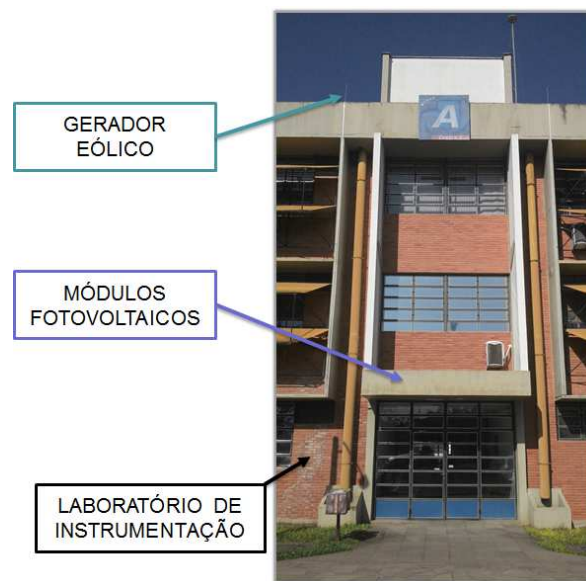 GERADOR
EÓLICO
A
MÓDULOS
FOTOVOLTAICOS
LABORATÓRIO DE
INSTRUMENTAÇÃO